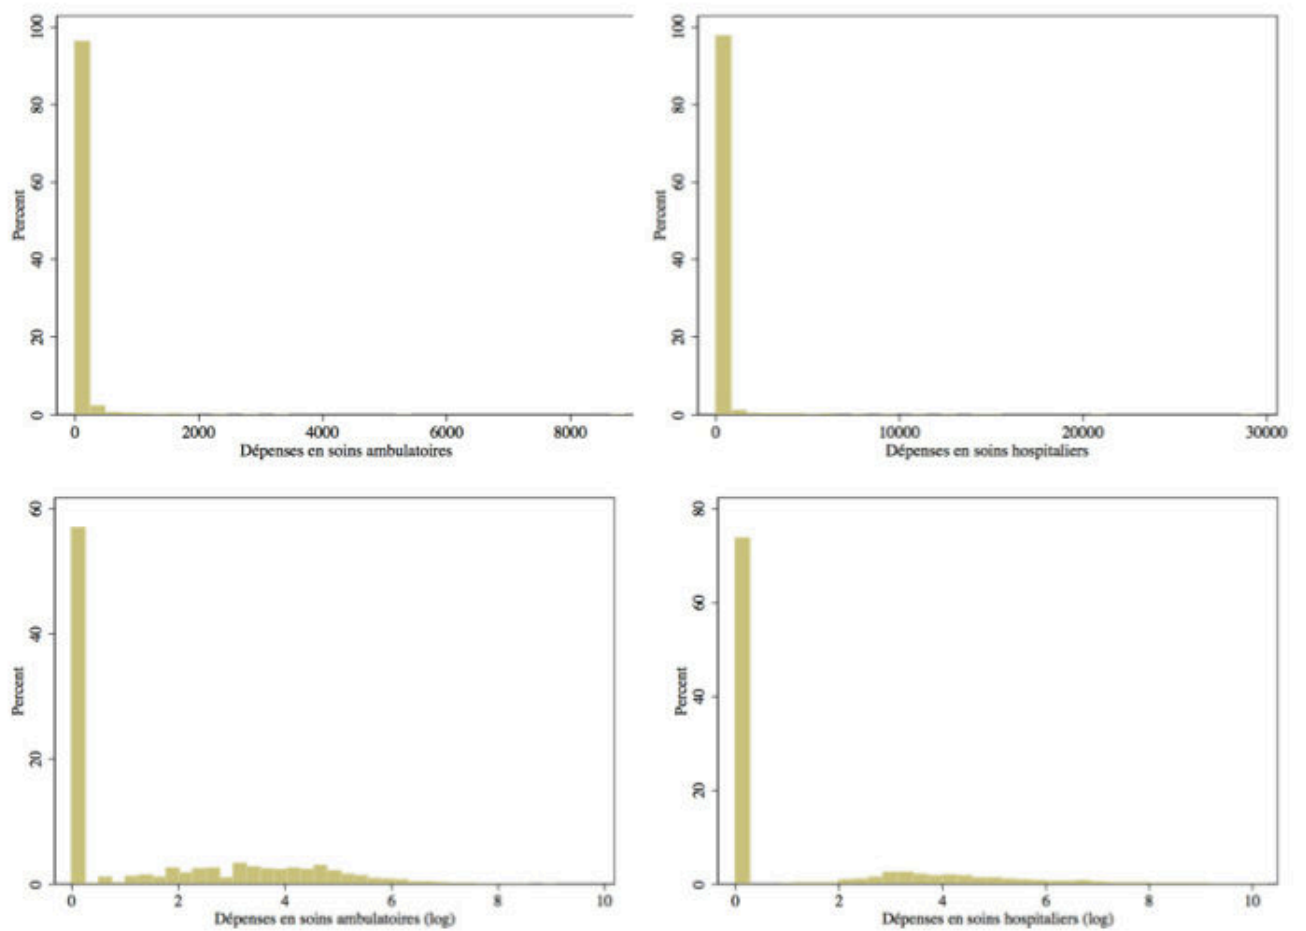 Percent
100
80
60
40
20
0
0 2000 4000 6000 8000
Dépenses en soins ambulatoires
Percent
100
80
60
40
20
0
0 10000 20000 30000
Dépenses en soins hospitaliers
Percent
60
40
20
0
0 2 4 6 8 10
Dépenses en soins ambulatoires (log)
Percent
80
60
40
20
0
0 2 4 6 8 10
Dépenses en soins hospitaliers (log)